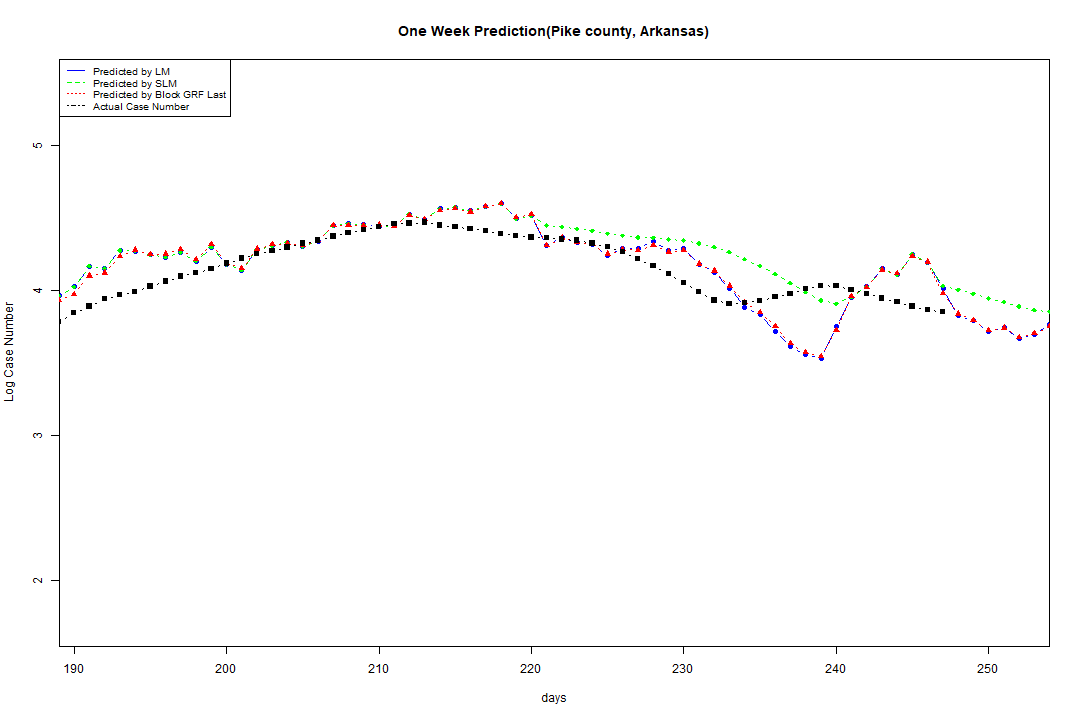 One Week Prediction(Pike county, Arkansas)
Predicted by LM
Predicted by SLM
Predicted by Block GRF Last
Actual Case Number
5
4
3
2
Log Case Number
190 200 210 220 230 240 250
days